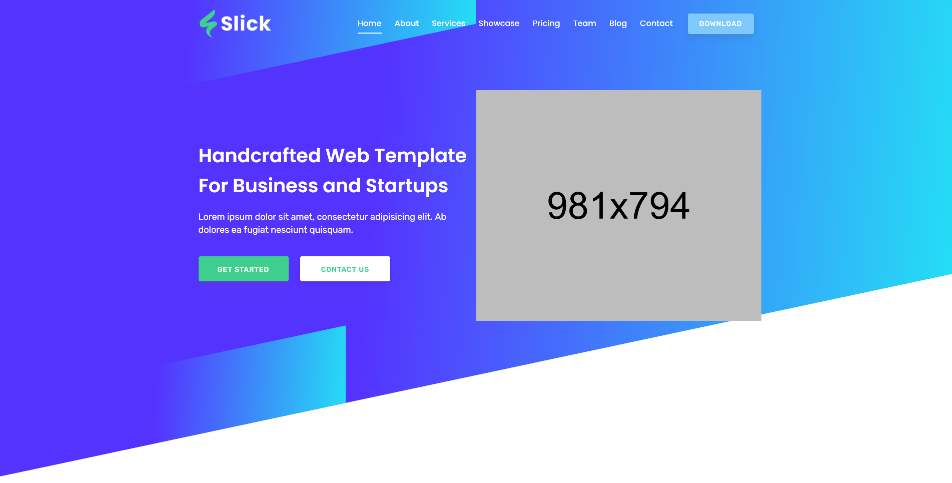 Slick
Home About Services Showcase Pricing Team Blog Contact DOWNLOAD
Handcrafted Web Template
For Business and Startups
Lorem ipsum dolor sit amet, consectetur adipisicing elit. Ab
dolores ea fugiat nesciunt quisquam.
GET STARTED CONTACT US
981x794